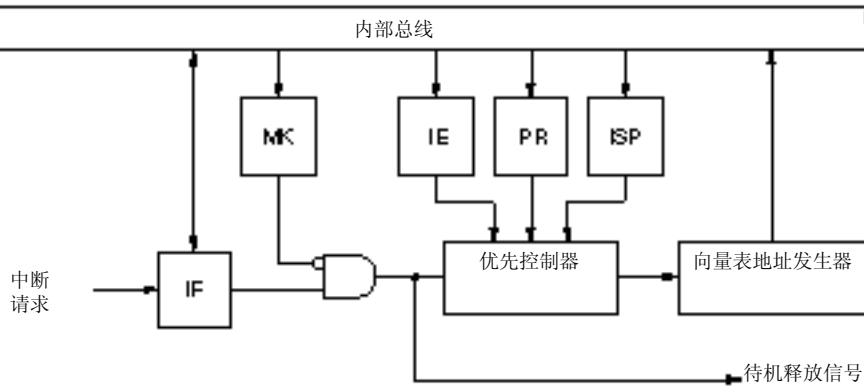 内部总线
MK
IE
PR
ISP
中断
请求
IF
优先控制器
向量表地址发生器
待机释放信号